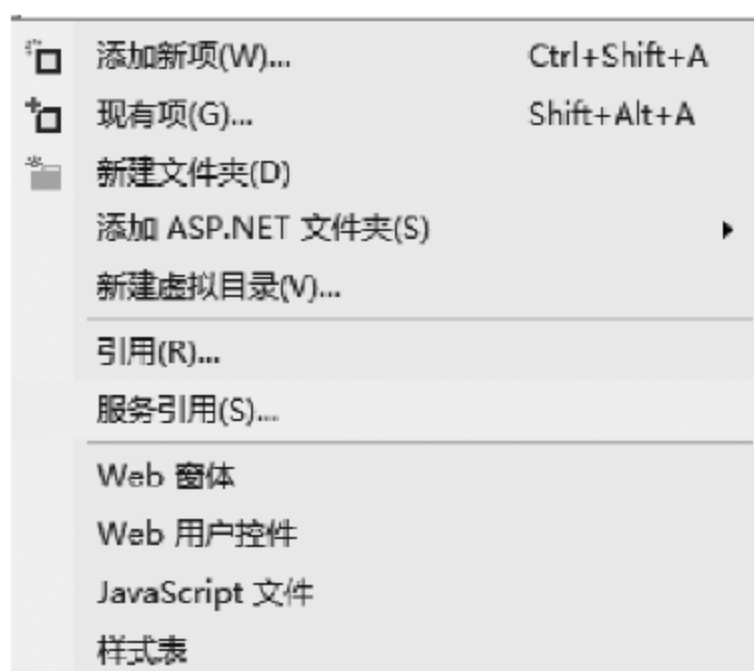 添加新项(W)... Ctrl+Shift+A
现有项(G)... Shift+Alt+A
新建文件夹(D)
添加 ASP.NET 文件夹(S)
新建虚拟目录(V)...
引用(R)...
服务引用(S)...
Web 窗体
Web 用户控件
JavaScript 文件
样式表